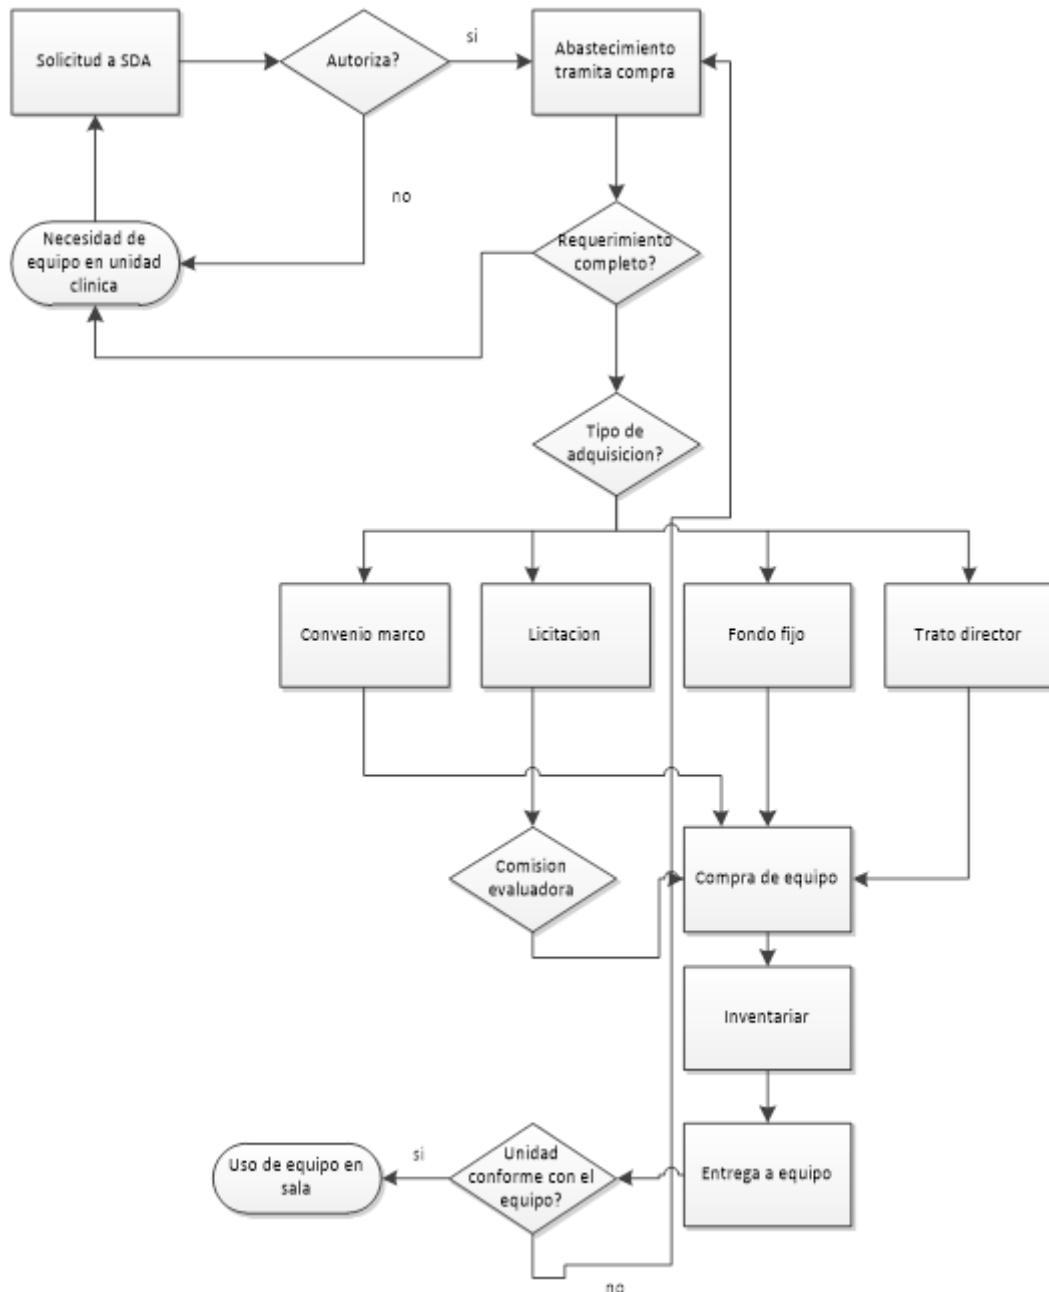 Solicitud a SDA
Autoriza?
si
Abastecimiento
tramita compra
no
Necesidad de
equipo en unidad
clinica
Requerimiento
completo?
Tipo de
adquisicion?
Convenio marco
Licitacion
Fondo fijo
Trato director
Comision
evaluadora
Compra de equipo
Inventariar
Uso de equipo en
sala
si
Unidad
conforme con el
equipo?
Entrega a equipo
no